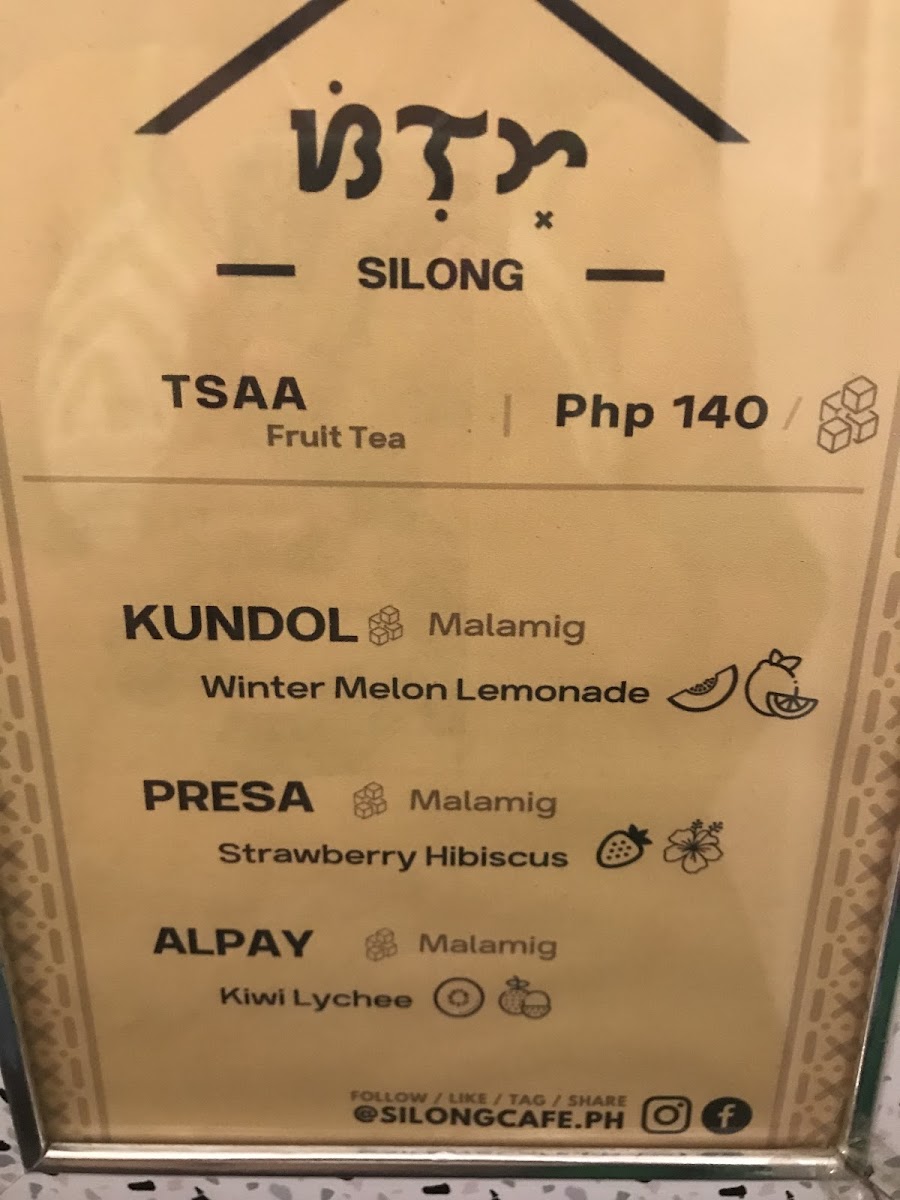 ᜐᜒᜎᜓᜅ᜔
SILONG
TSAA | Php 140 /
Fruit Tea
KUNDOL Malamig
Winter Melon Lemonade
PRESA Malamig
Strawberry Hibiscus
ALPAY Malamig
Kiwi Lychee
FOLLOW / LIKE / TAG / SHARE
@SILONGCAFE.PH